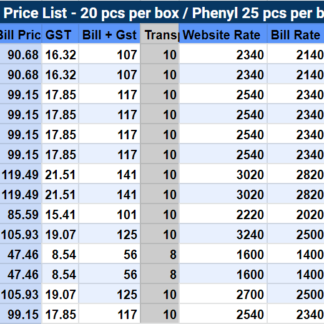 Price List - 20 pcs per box / Phenyl 25 pcs per b
Bill Pric GST Bill + Gst Transp Website Rate Bill Rate
90.68 16.32 107 10 2340 2140
90.68 16.32 107 10 2340 2140
99.15 17.85 117 10 2540 2340
99.15 17.85 117 10 2540 2340
99.15 17.85 117 10 2540 2340
99.15 17.85 117 10 2540 2340
119.49 21.51 141 10 3020 2820
119.49 21.51 141 10 3020 2820
85.59 15.41 101 10 2220 2020
105.93 19.07 125 10 3240 2500
47.46 8.54 56 8 1600 1400
47.46 8.54 56 8 1600 1400
105.93 19.07 125 10 2700 2500
99.15 17.85 117 10 2540 2340